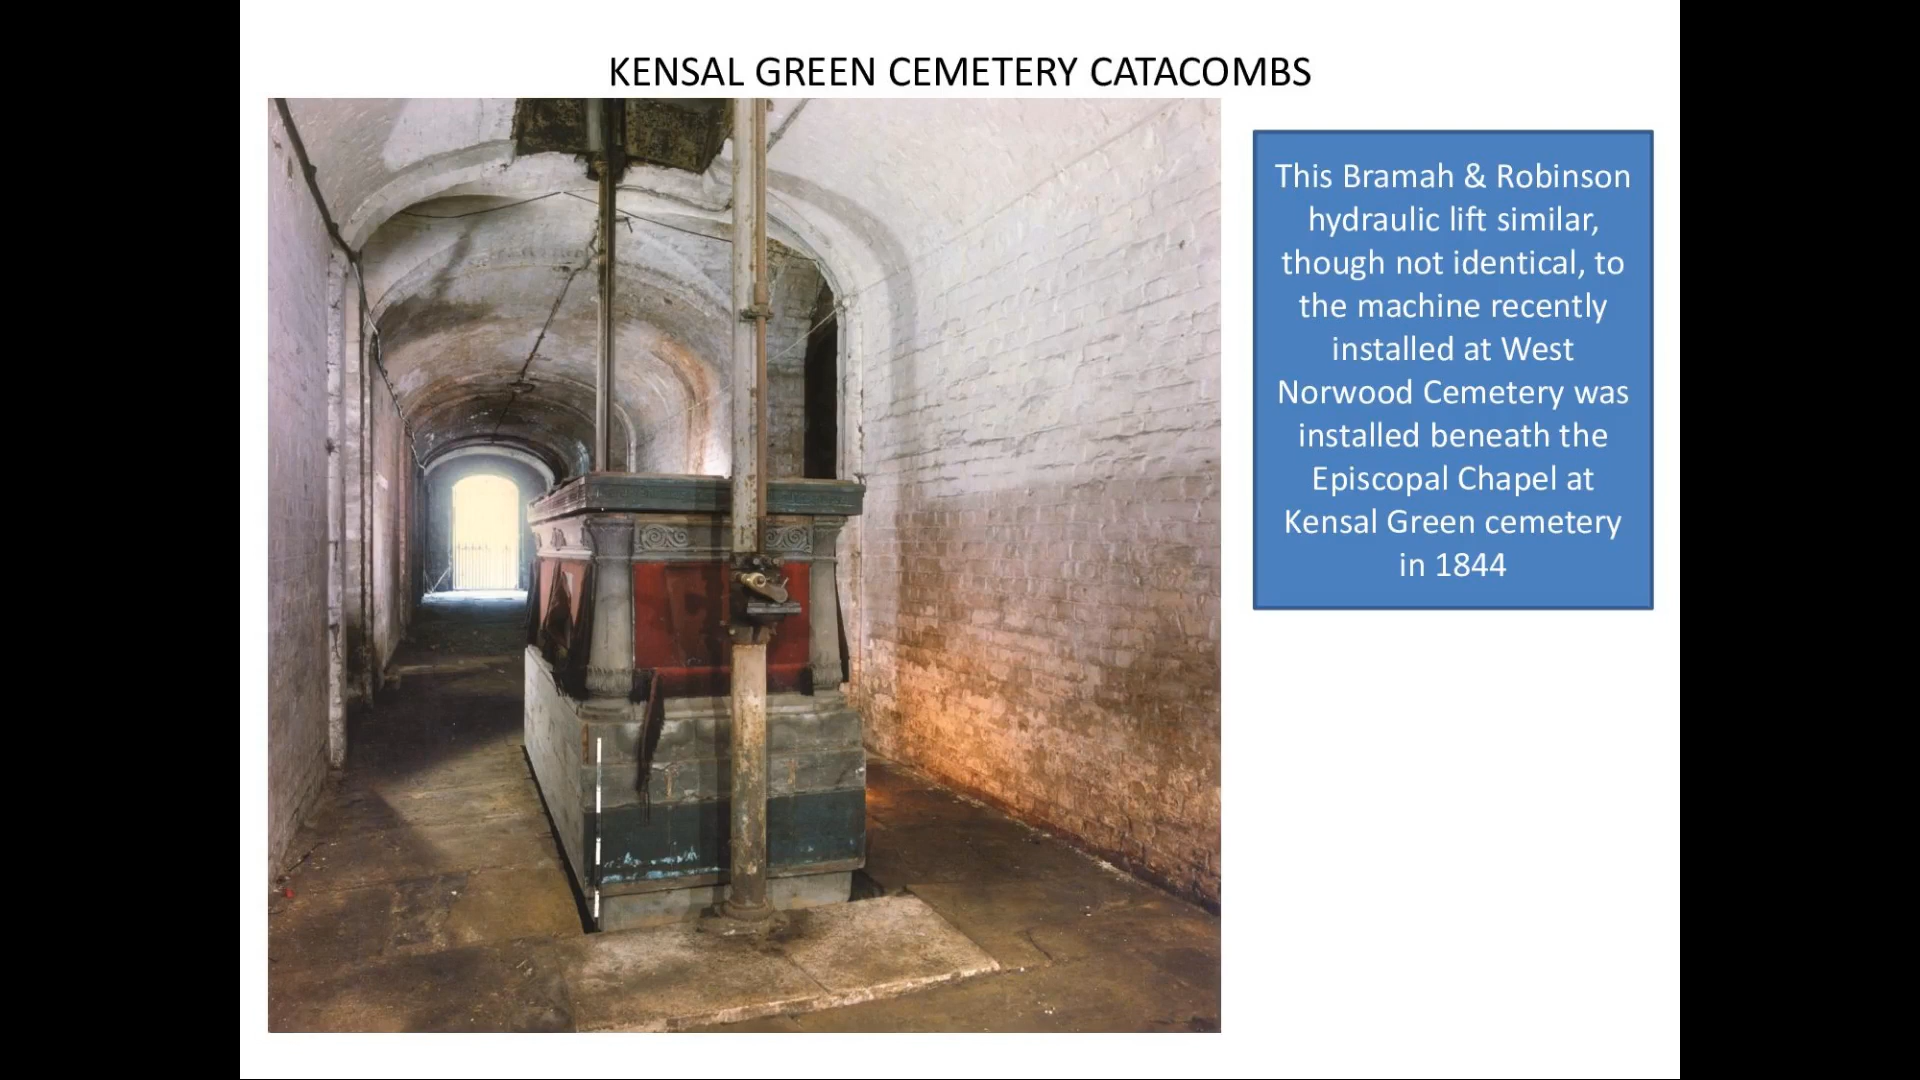 KENSAL GREEN CEMETERY CATACOMBS
This Bramah & Robinson
hydraulic lift similar,
though not identical, to
the machine recently
installed at West
Norwood Cemetery was
installed beneath the
Episcopal Chapel at
Kensal Green cemetery
in 1844